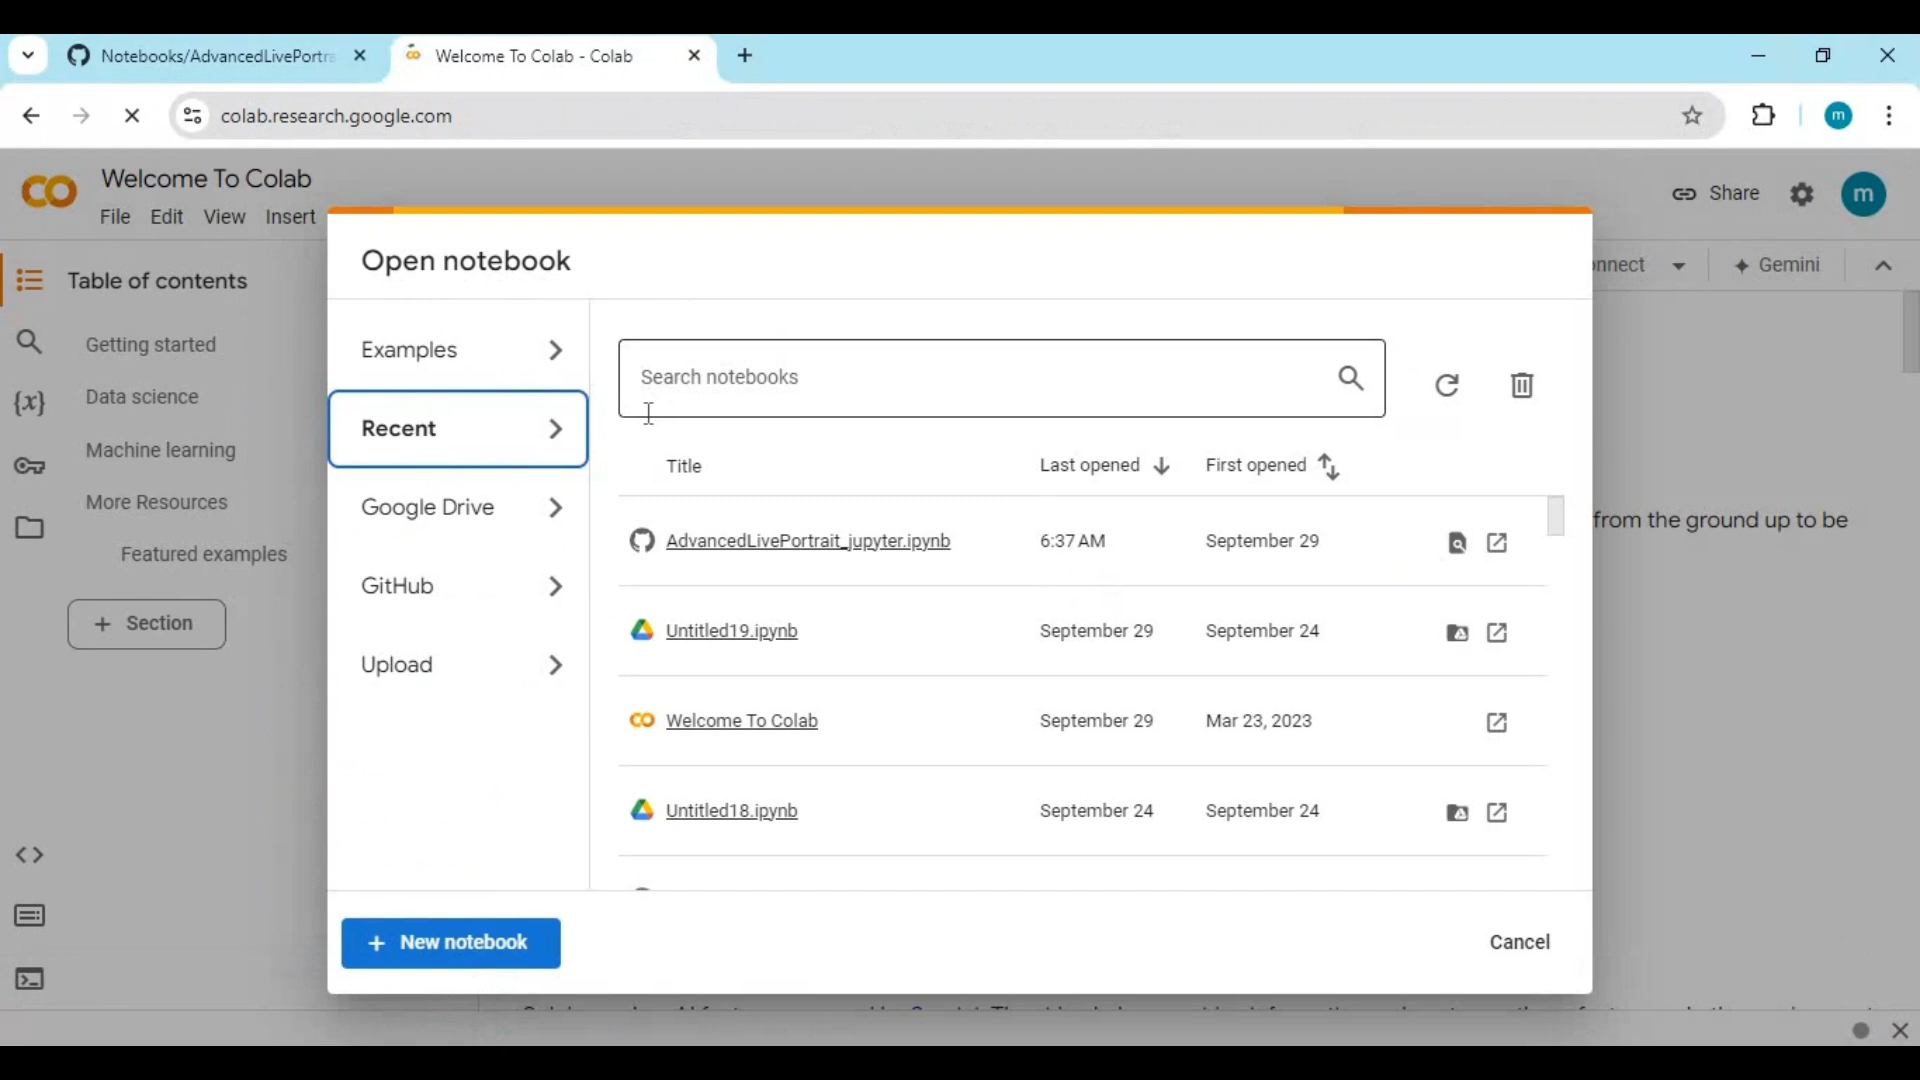 Notebooks/AdvancedLivePortra
Welcome To Colab - Colab
colab.research.google.com
m
Welcome To Colab
File Edit View Insert
Share
m
Open notebook
Table of contents
nnect
Gemini
Getting started
Data science
Machine learning
More Resources
Featured examples
+ Section
Examples
Recent
Google Drive
GitHub
Upload
Search notebooks
Title Last opened First opened
AdvancedLivePortrait_jupyter.ipynb 6:37 AM September 29
Untitled19.ipynb September 29 September 24
Welcome To Colab September 29 Mar 23, 2023
Untitled18.ipynb September 24 September 24
from the ground up to be
+ New notebook
Cancel